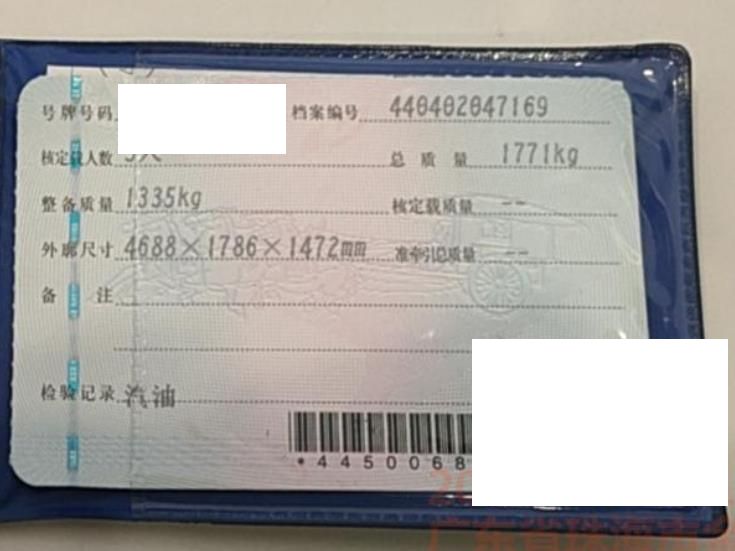 号牌号码 档案编号 440402047169
核定载人数 5人 总质量 1771kg
整备质量 1335kg 核定载质量 --
外廓尺寸 4688×1786×1472mm 准牵引总质量 --
备注
检验记录 汽油
*4450068